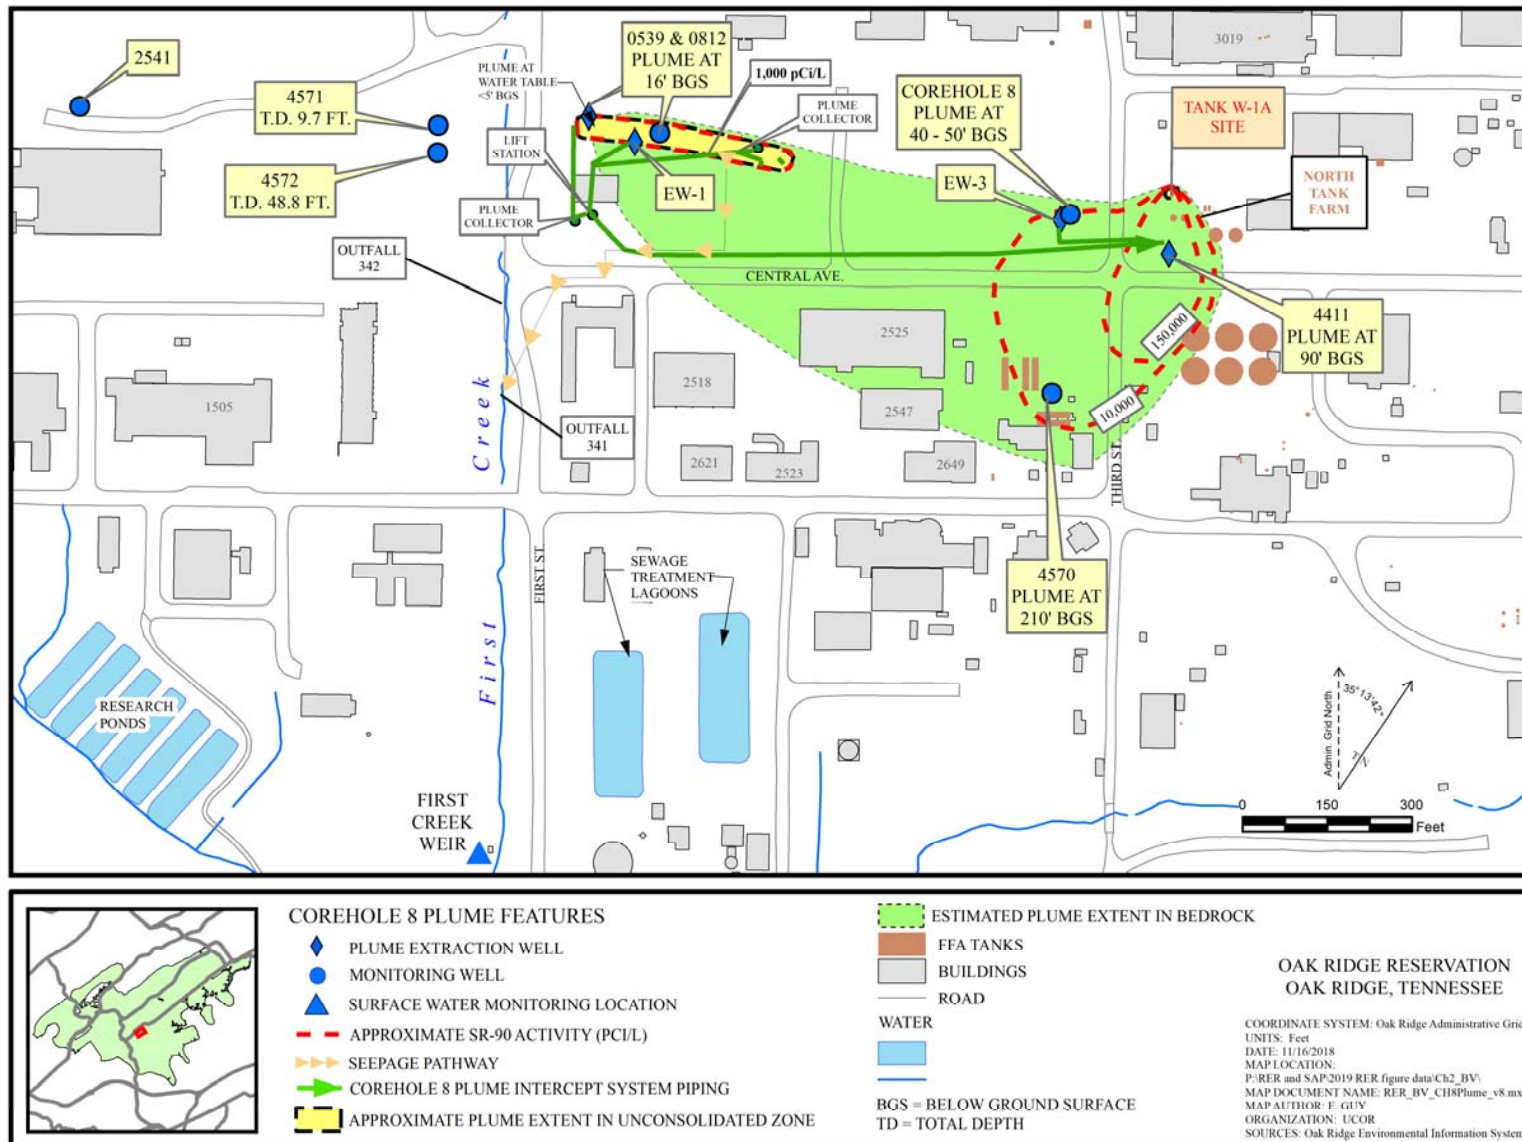 2541
4571
T.D. 9.7 FT.
4572
T.D. 48.8 FT.
PLUME AT
WATER TABLE
<5' BGS
0539 & 0812
PLUME AT
16' BGS
1,000 pCi/L
PLUME
COLLECTOR
COREHOLE 8
PLUME AT
40 - 50' BGS
3019
TANK W-1A
SITE
NORTH
TANK
FARM
LIFT
STATION
EW-1
EW-3
PLUME
COLLECTOR
OUTFALL
342
CENTRAL AVE.
4411
PLUME AT
90' BGS
150,000
10,000
2525
2518
2547
1505
OUTFALL
341
2621
2523
2649
THIRD ST.
First Creek
FIRST ST.
SEWAGE
TREATMENT
LAGOONS
4570
PLUME AT
210' BGS
RESEARCH
PONDS
FIRST
CREEK
WEIR
Admin. Grid North
35°13'42"
TN
0 150 300
Feet
COREHOLE 8 PLUME FEATURES
PLUME EXTRACTION WELL
MONITORING WELL
SURFACE WATER MONITORING LOCATION
APPROXIMATE SR-90 ACTIVITY (PCI/L)
SEEPAGE PATHWAY
COREHOLE 8 PLUME INTERCEPT SYSTEM PIPING
APPROXIMATE PLUME EXTENT IN UNCONSOLIDATED ZONE
ESTIMATED PLUME EXTENT IN BEDROCK
FFA TANKS
BUILDINGS
ROAD
WATER
BGS = BELOW GROUND SURFACE
TD = TOTAL DEPTH
OAK RIDGE RESERVATION
OAK RIDGE, TENNESSEE
COORDINATE SYSTEM: Oak Ridge Administrative Grid
UNITS: Feet
DATE: 11/16/2018
MAP LOCATION:
P:\RER and SAP\2019 RER figure data\Ch2_BV\
MAP DOCUMENT NAME: RER_BV_CH8Plume_v8.mx
MAP AUTHOR: E. GUY
ORGANIZATION: UCOR
SOURCES: Oak Ridge Environmental Information System